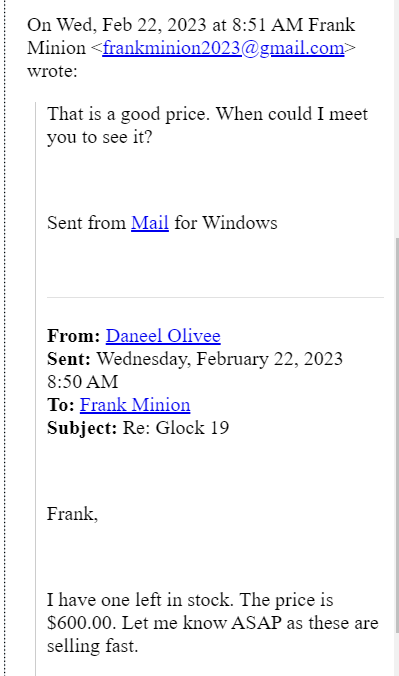 On Wed, Feb 22, 2023 at 8:51 AM Frank
Minion <frankminion2023@gmail.com>
wrote:
That is a good price. When could I meet
you to see it?
Sent from Mail for Windows
From: Daneel Olivee
Sent: Wednesday, February 22, 2023
8:50 AM
To: Frank Minion
Subject: Re: Glock 19
Frank,
I have one left in stock. The price is
$600.00. Let me know ASAP as these are
selling fast.